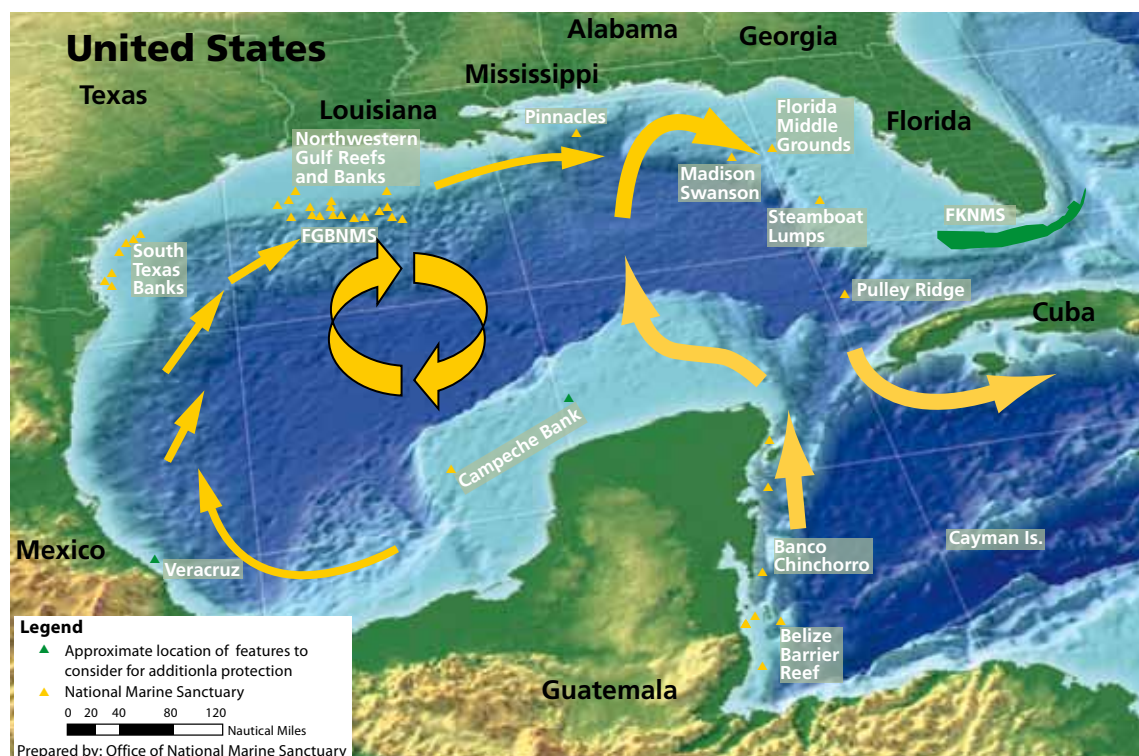 United States
Alabama
Georgia
Mississippi
Texas
Louisiana
Pinnacles
Florida
Middle
Grounds
Florida
Northwestern
Gulf Reefs
and Banks
Madison
Swanson
Steamboat
Lumps
FKNMS
FGBNMS
South
Texas
Banks
Pulley Ridge
Cuba
Campeche Bank
Mexico
Veracruz
Banco
Chinchorro
Cayman Is.
Belize
Barrier
Reef
Guatemala
Legend
Approximate location of features to
consider for additionla protection
National Marine Sanctuary
0 20 40 80 120
Nautical Miles
Prepared by: Office of National Marine Sanctuary